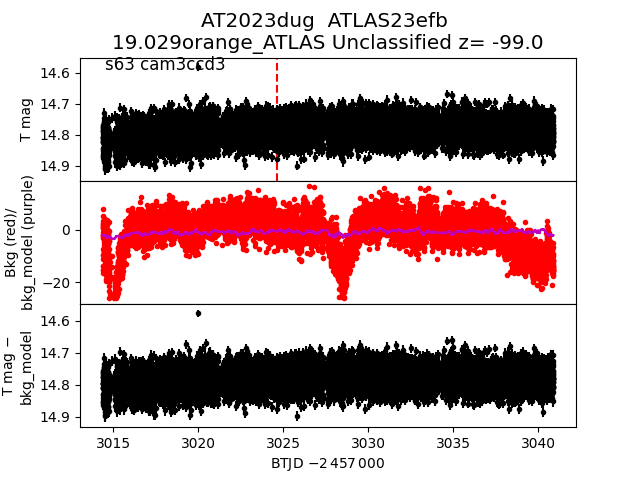 AT2023dug  ATLAS23efb
19.029orange_ATLAS Unclassified z= -99.0
s63 cam3ccd3
14.6
14.7
14.8
14.9
T mag
0
−20
Bkg (red)/
bkg_model (purple)
14.6
14.7
14.8
14.9
T mag −
bkg_model
3015
3020
3025
3030
3035
3040
BTJD −2 457 000